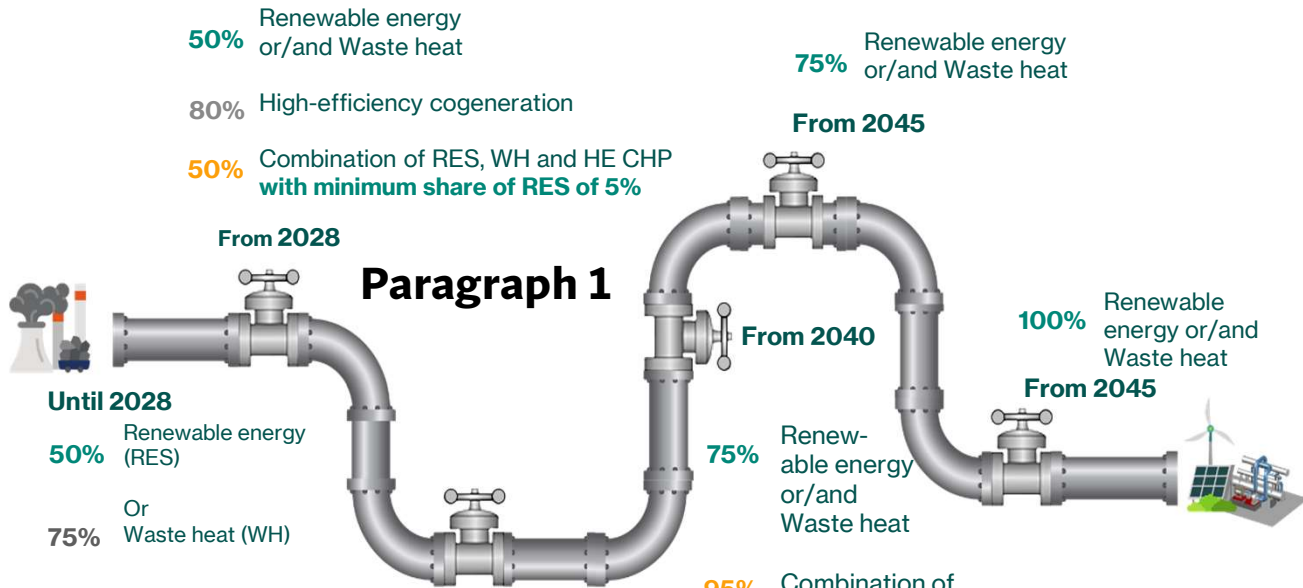 50% Renewable energy
or/and Waste heat
80% High-efficiency cogeneration
50% Combination of RES, WH and HE CHP
with minimum share of RES of 5%
From 2028
Paragraph 1
Until 2028
50% Renewable energy
(RES)
Or
75% Waste heat (WH)
From 2040
75% Renew-
able energy
or/and
Waste heat
95% Combination of
75% Renewable energy
or/and Waste heat
From 2045
100% Renewable
energy or/and
Waste heat
From 2045